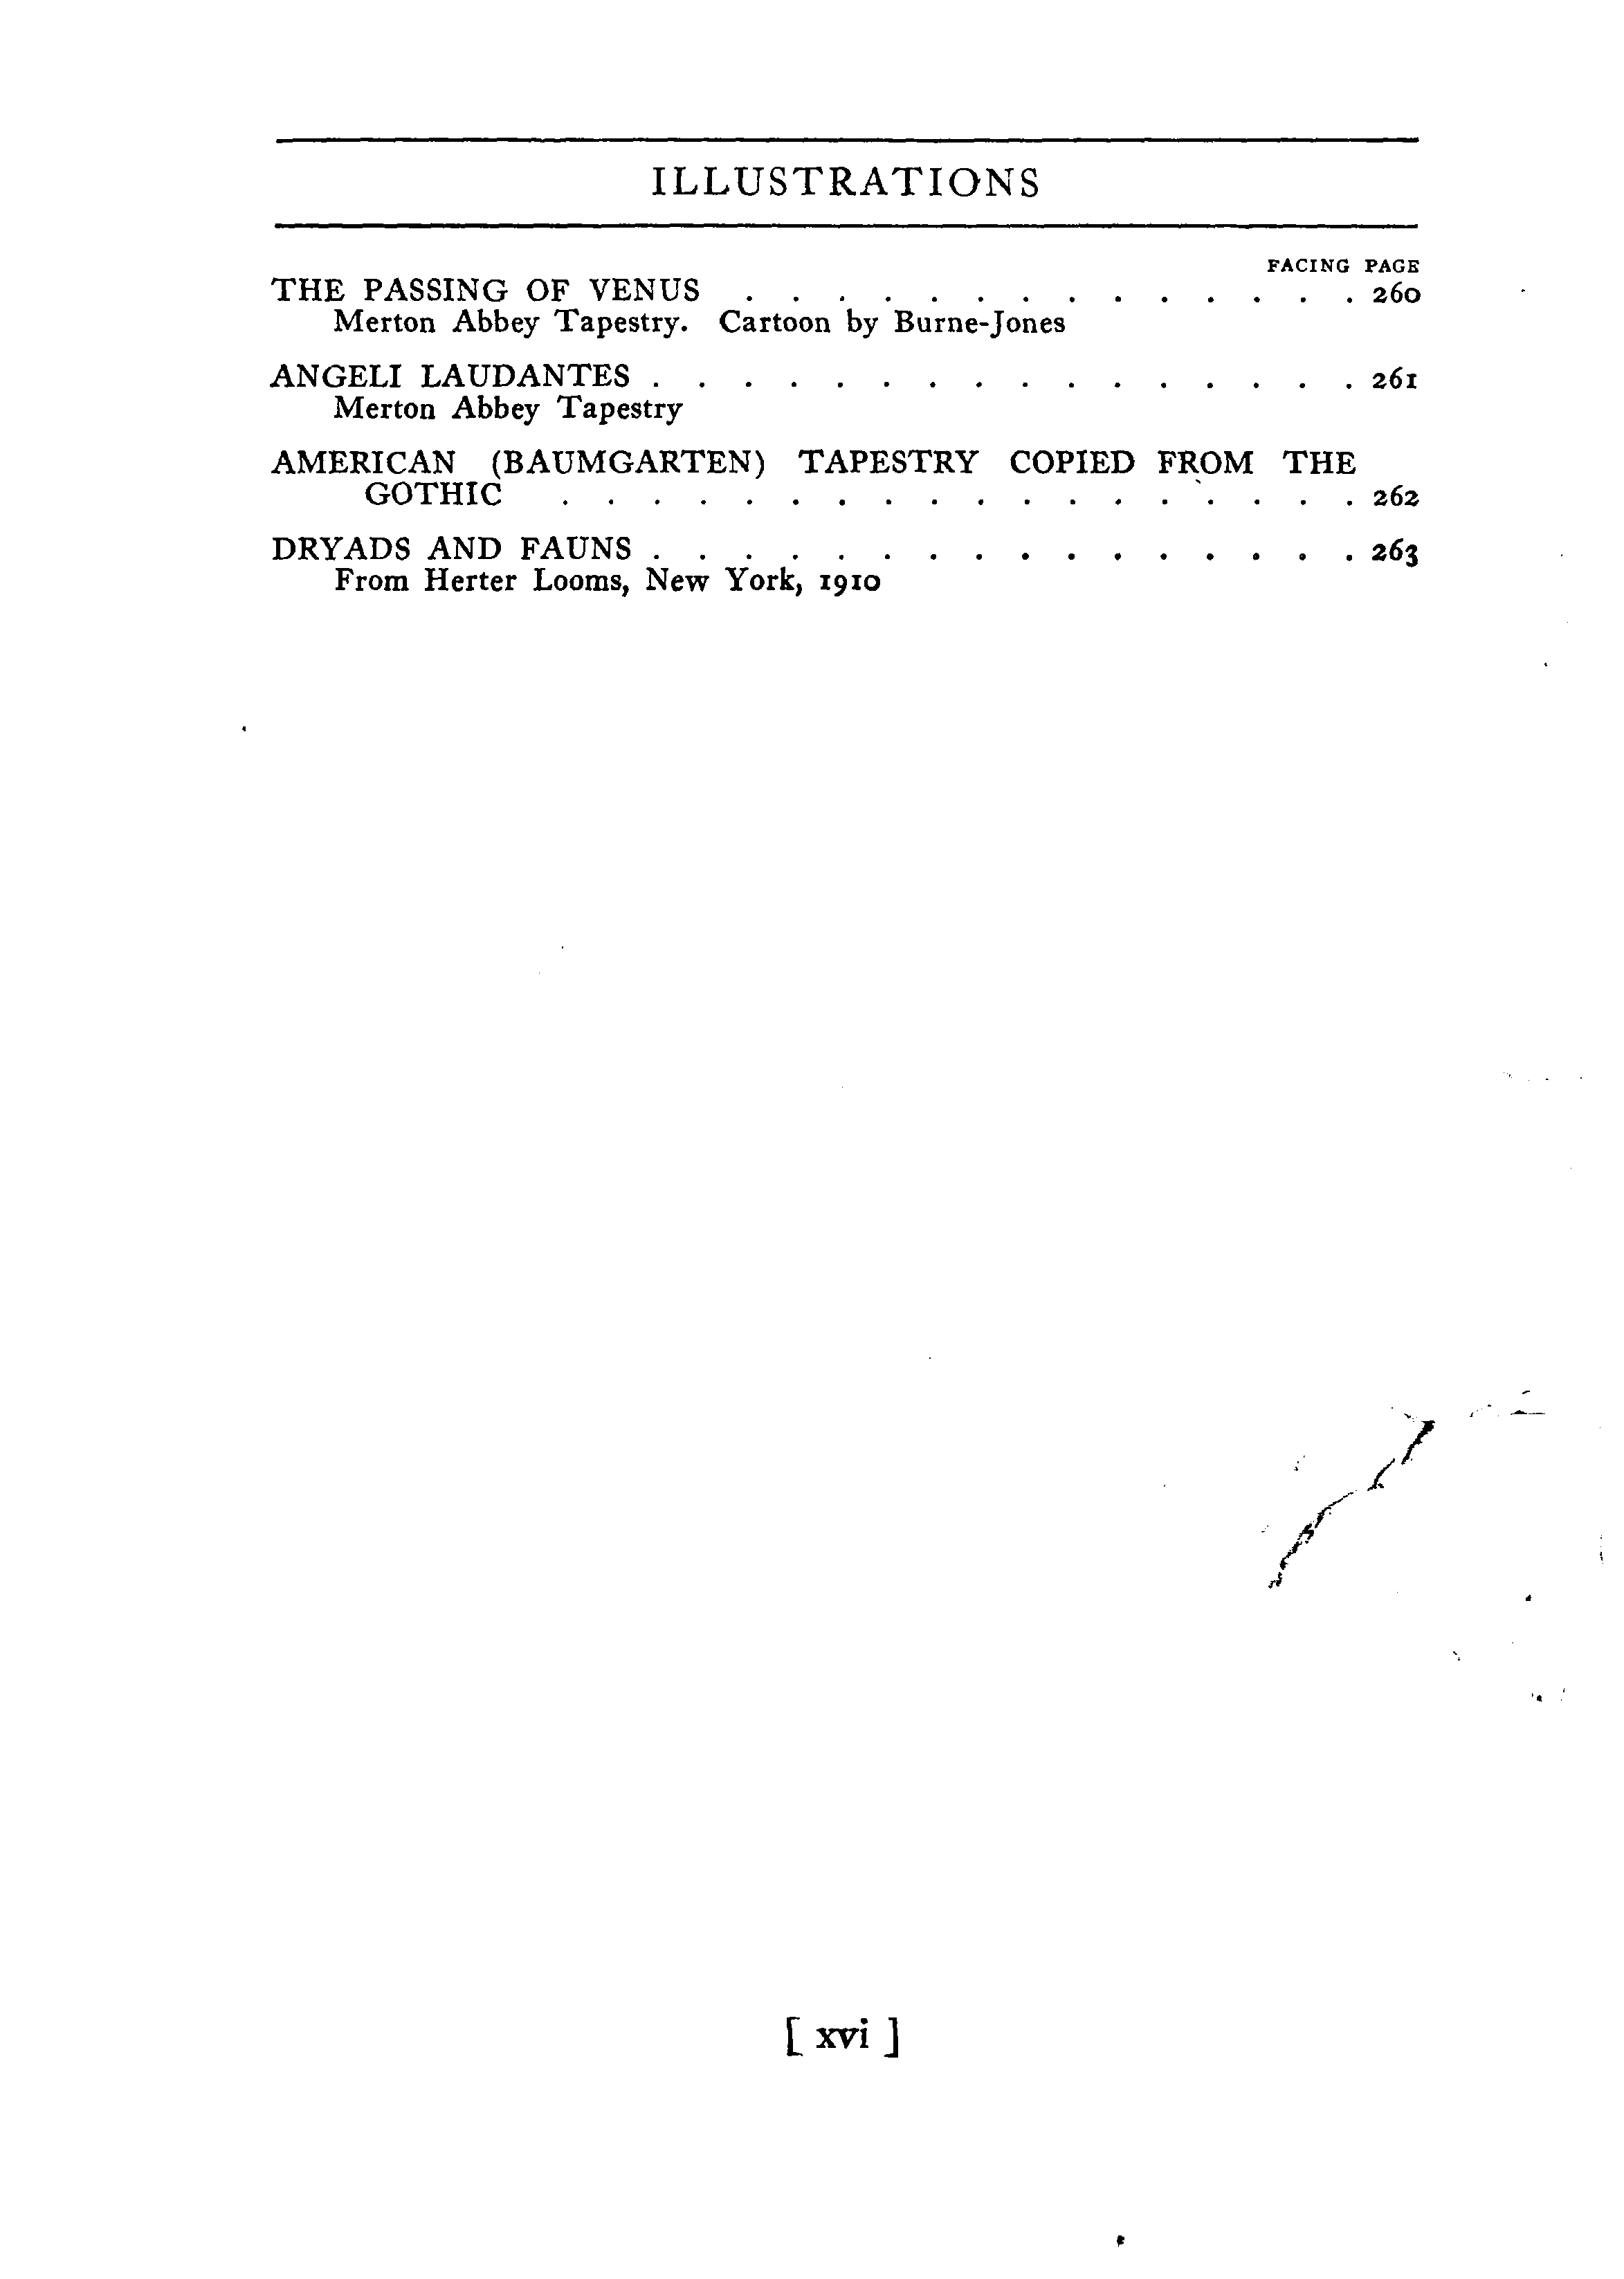 ILLUSTRATIONS
FACING PAGE
THE PASSING OF VENUS . . . . . . . . . . . . . . 260
Merton Abbey Tapestry. Cartoon by Burne-Jones
ANGELI LAUDANTES . . . . . . . . . . . . . . . . 261
Merton Abbey Tapestry
AMERICAN (BAUMGARTEN) TAPESTRY COPIED FROM THE
GOTHIC . . . . . . . . . . . . . . . . . . 262
DRYADS AND FAUNS . . . . . . . . . . . . . . . . 263
From Herter Looms, New York, 1910
[ xvi ]